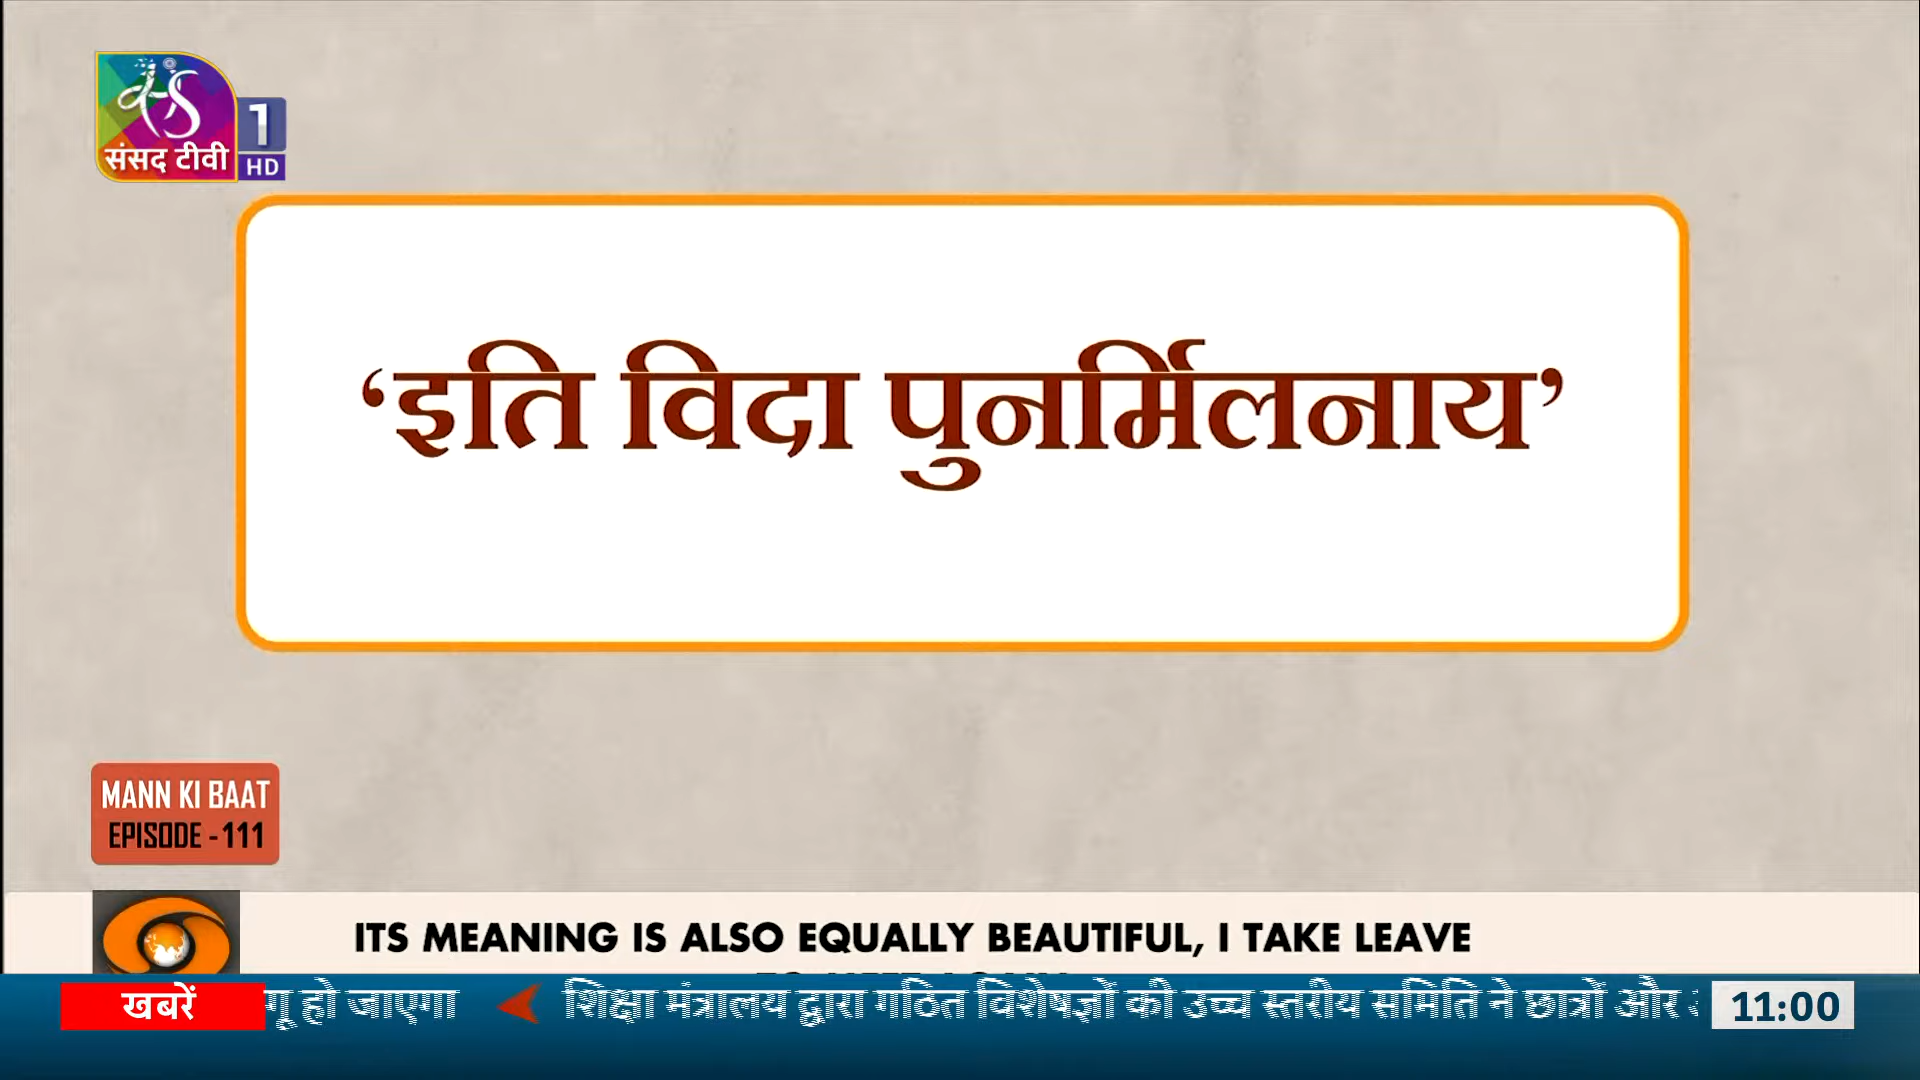 संसद टीवी
1
HD
‘इति विदा पुनर्मिलनाय’
MANN KI BAAT
EPISODE - 111
ITS MEANING IS ALSO EQUALLY BEAUTIFUL, I TAKE LEAVE
खबरें
हो जाएगा शिक्षा मंत्रालय द्वारा गठित विशेषज्ञों की उच्च स्तरीय समिति ने छात्रों और
11:00